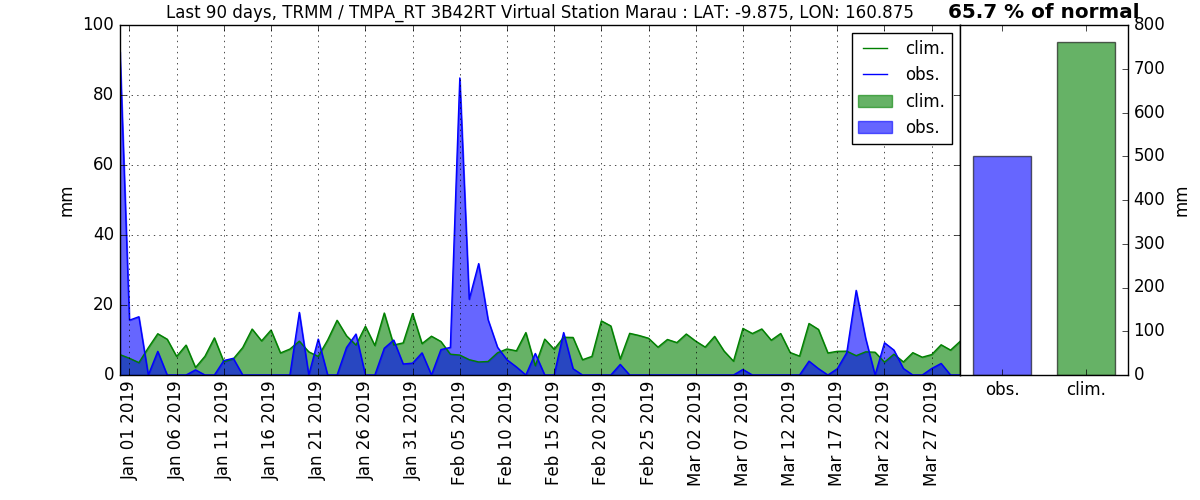 Last 90 days, TRMM / TMPA_RT 3B42RT Virtual Station Marau : LAT: -9.875, LON: 160.875
65.7 % of normal
100
80
60
40
20
0
mm
clim.
obs.
clim.
obs.
800
700
600
500
400
300
200
100
0
mm
obs.
clim.
Jan 01 2019
Jan 06 2019
Jan 11 2019
Jan 16 2019
Jan 21 2019
Jan 26 2019
Jan 31 2019
Feb 05 2019
Feb 10 2019
Feb 15 2019
Feb 20 2019
Feb 25 2019
Mar 02 2019
Mar 07 2019
Mar 12 2019
Mar 17 2019
Mar 22 2019
Mar 27 2019